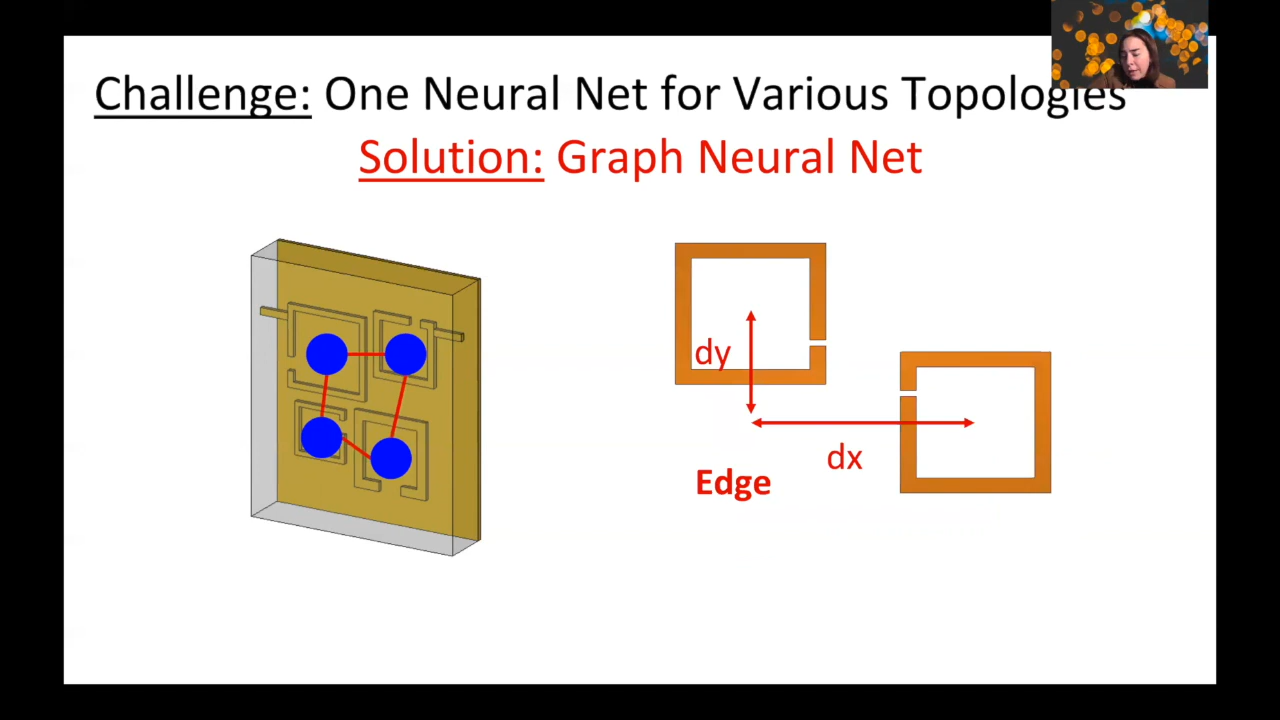 Challenge: One Neural Net for Various Topologies
Solution: Graph Neural Net
dy
dx
Edge